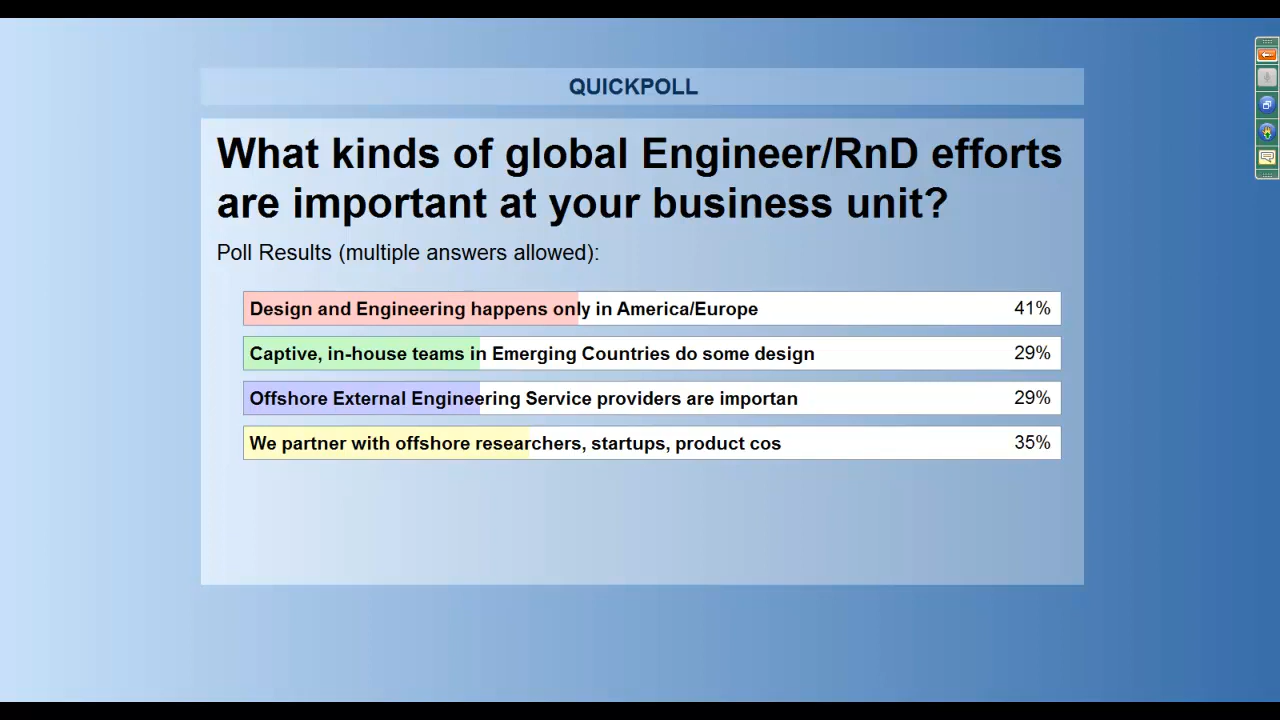 QUICKPOLL
What kinds of global Engineer/RnD efforts
are important at your business unit?
Poll Results (multiple answers allowed):
Design and Engineering happens only in America/Europe 41%
Captive, in-house teams in Emerging Countries do some design 29%
Offshore External Engineering Service providers are importan 29%
We partner with offshore researchers, startups, product cos 35%